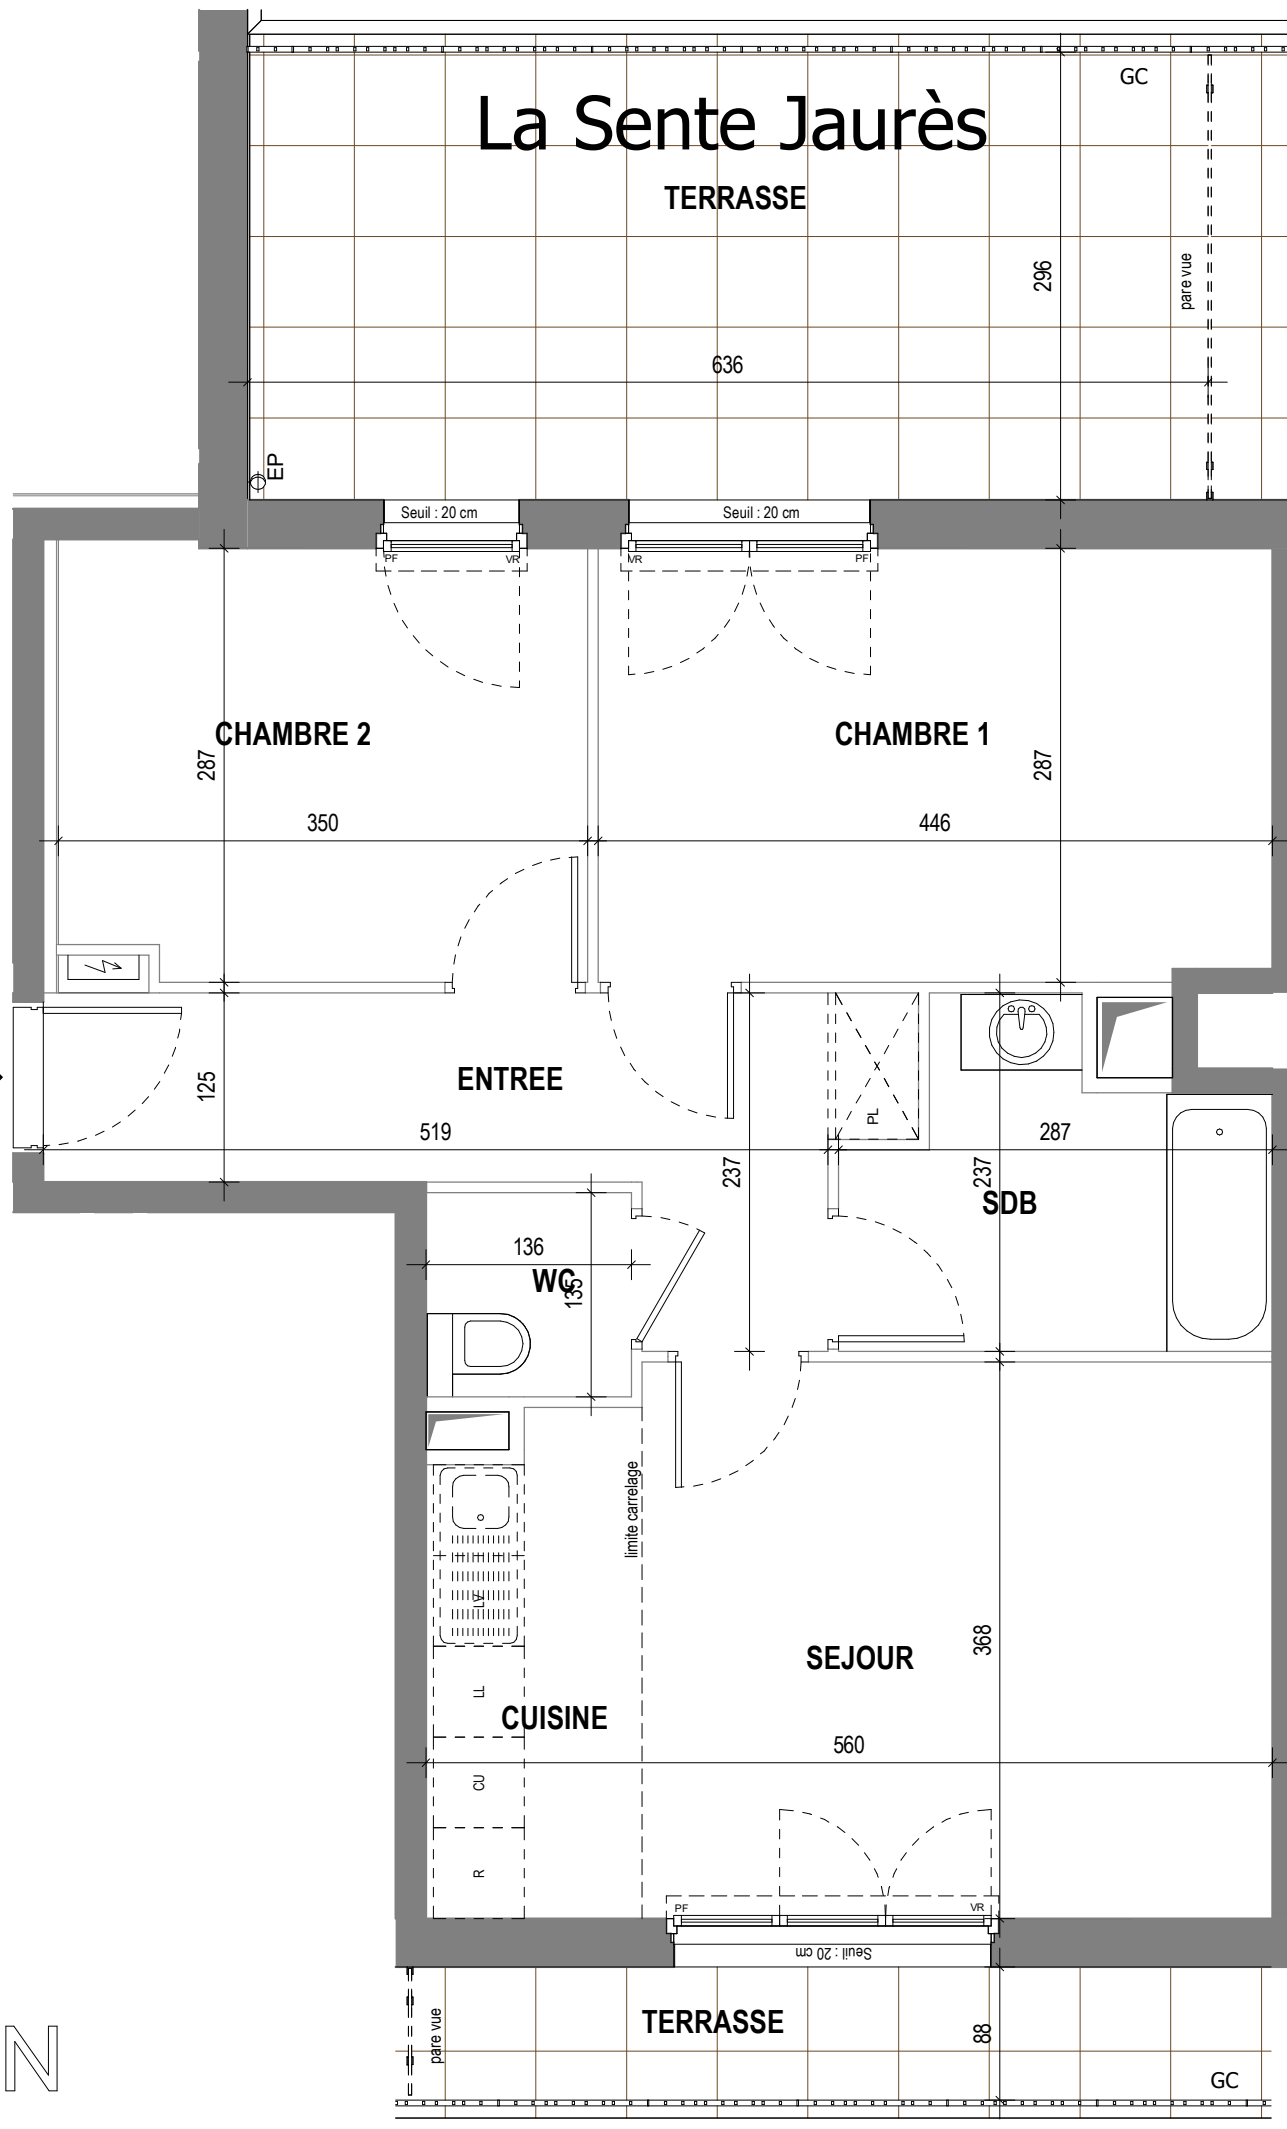 GC
La Sente Jaurès
TERRASSE
296
pare vue
636
EP
Seuil : 20 cm
Seuil : 20 cm
PF
VR
VR
PF
CHAMBRE 2
CHAMBRE 1
287
287
350
446
ENTREE
125
PL
519
287
237
237
SDB
136
WC
135
limite carrelage
LV
SEJOUR
368
LL
CUISINE
560
CU
R
PF
VR
Seuil : 20 cm
TERRASSE
pare vue
88
N
GC